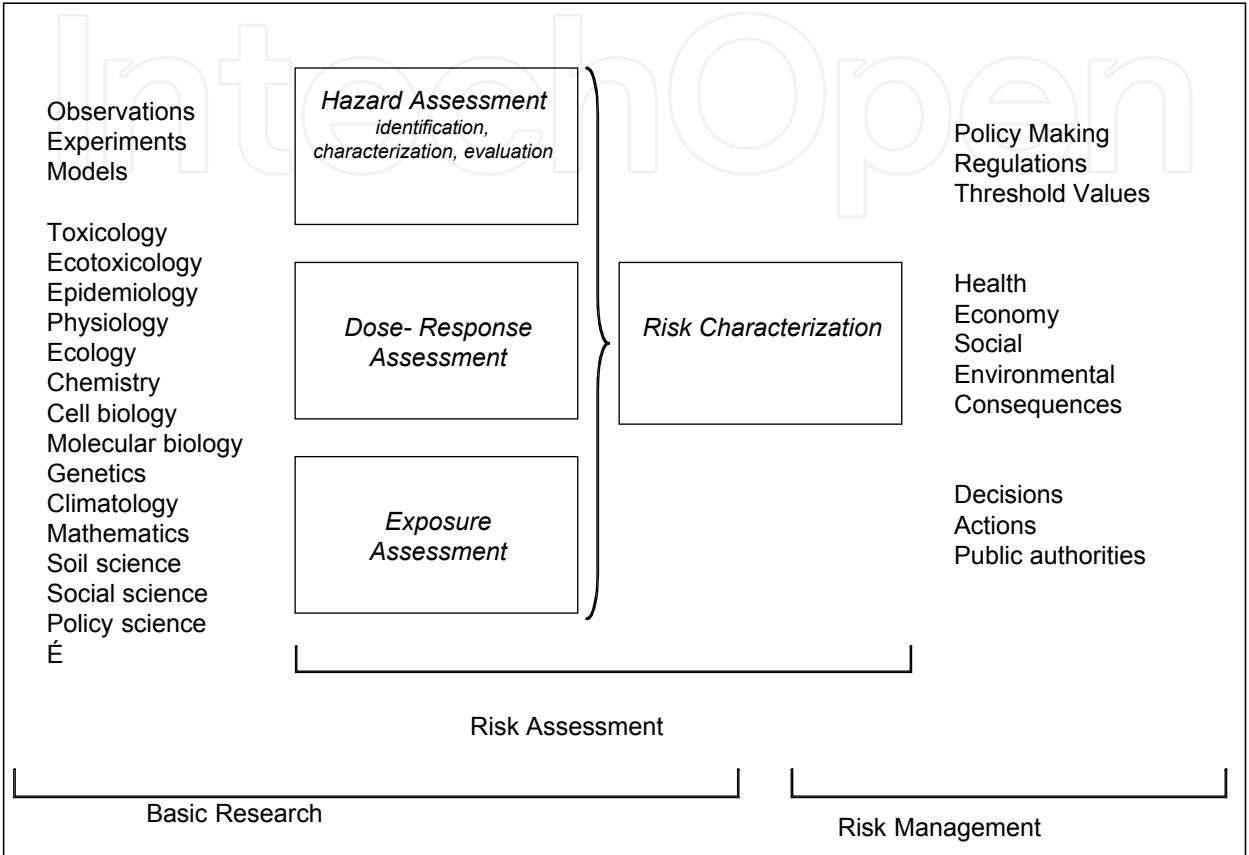 IntechOpen
Observations
Experiments
Models
Toxicology
Ecotoxicology
Epidemiology
Physiology
Ecology
Chemistry
Cell biology
Molecular biology
Genetics
Climatology
Mathematics
Soil science
Social science
Policy science
É
Hazard Assessment
identification,
characterization, evaluation
Dose- Response
Assessment
Exposure
Assessment
Risk Characterization
Policy Making
Regulations
Threshold Values
Health
Economy
Social
Environmental
Consequences
Decisions
Actions
Public authorities
Risk Assessment
Basic Research
Risk Management